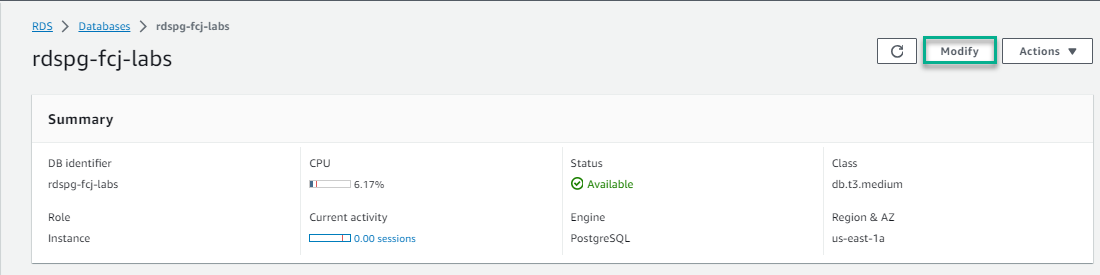 RDS > Databases > rdspg-fcj-labs
rdspg-fcj-labs
Modify
Actions ▼
Summary
DB identifier
rdspg-fcj-labs
CPU
6.17%
Status
Available
Class
db.t3.medium
Role
Instance
Current activity
0.00 sessions
Engine
PostgreSQL
Region & AZ
us-east-1a